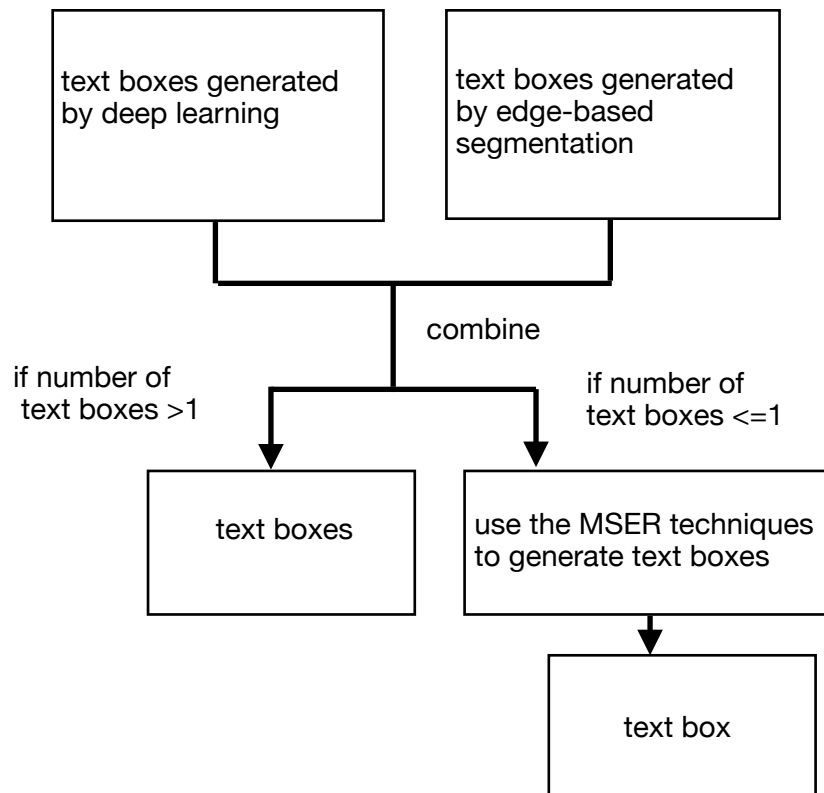 text boxes generated
by deep learning
text boxes generated
by edge-based
segmentation
combine
if number of
text boxes >1
if number of
text boxes <=1
text boxes
use the MSER techniques
to generate text boxes
text box